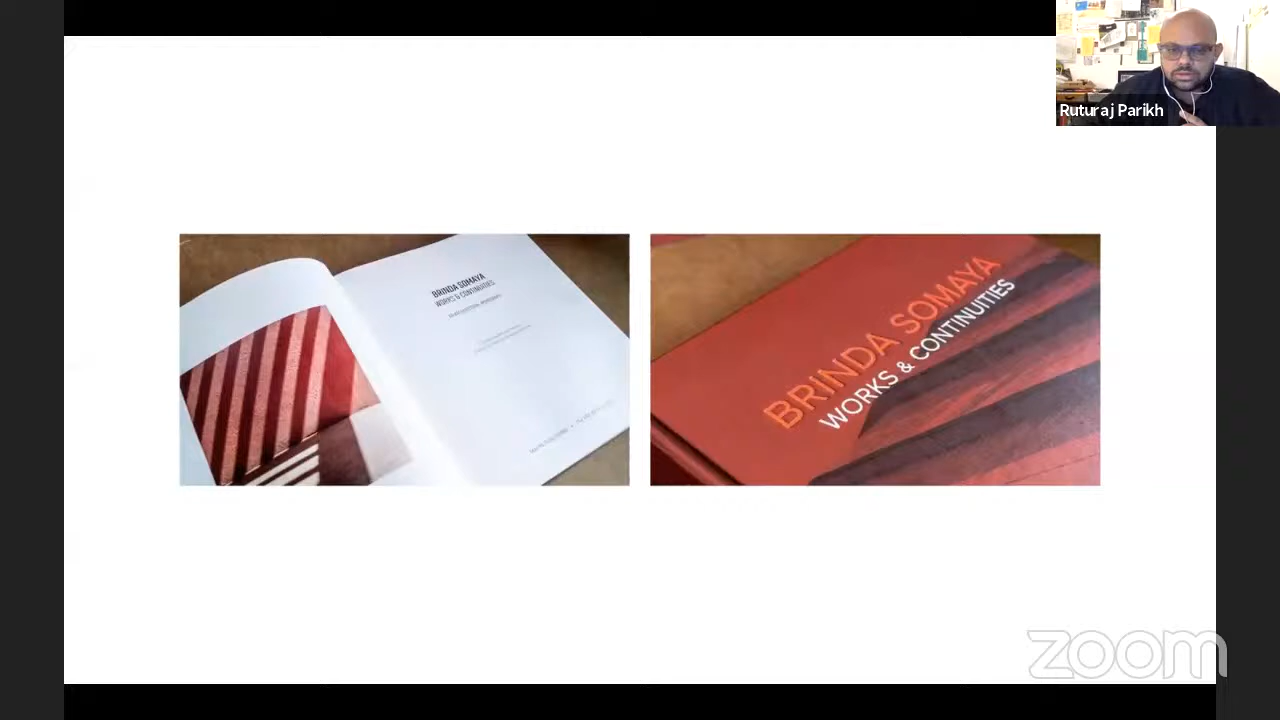 Ruturaj Parikh
BRINDA SOMAYA
WORKS & CONTINUITIES
BRINDA SOMAYA
WORKS & CONTINUITIES
zoom